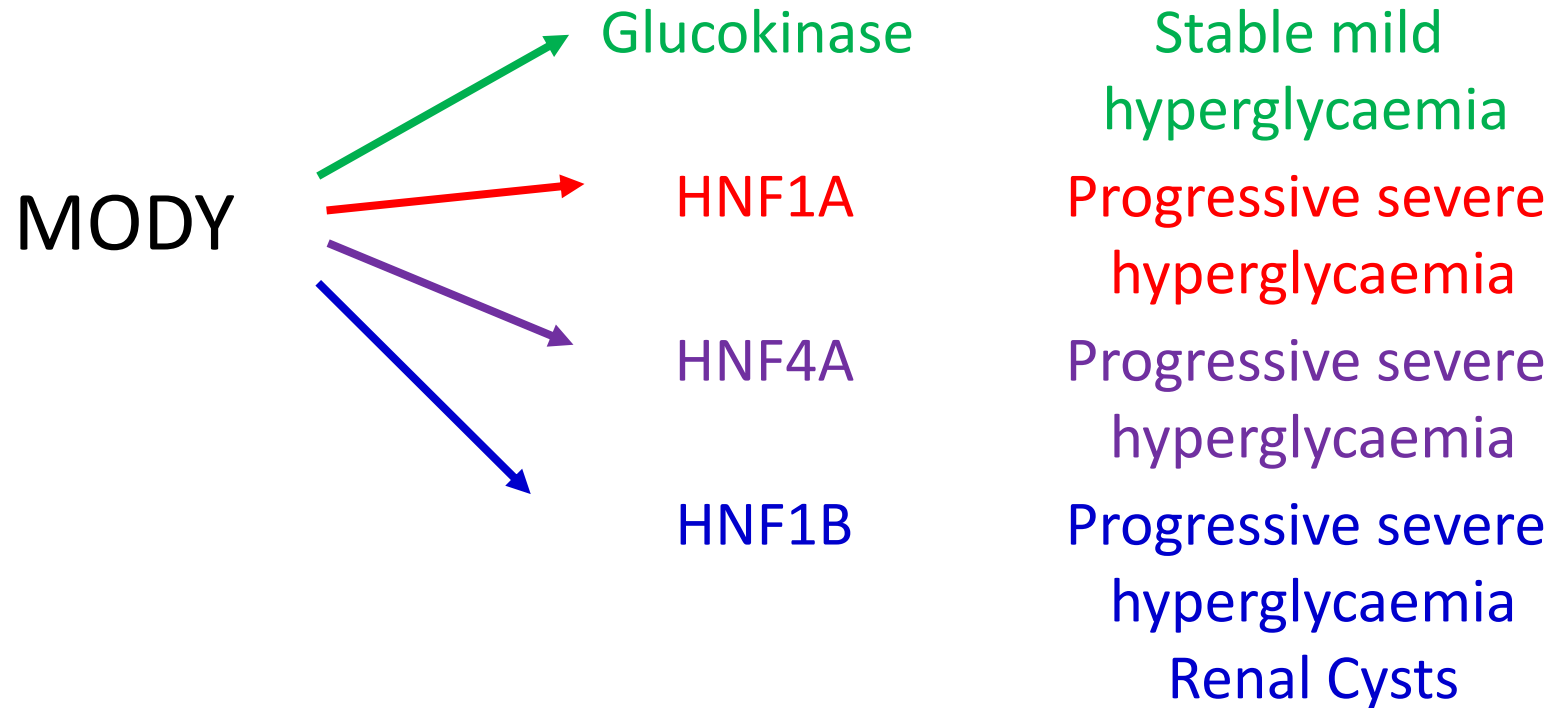 Glucokinase Stable mild
hyperglycaemia
MODY HNF1A Progressive severe
hyperglycaemia
HNF4A Progressive severe
hyperglycaemia
HNF1B Progressive severe
hyperglycaemia
Renal Cysts